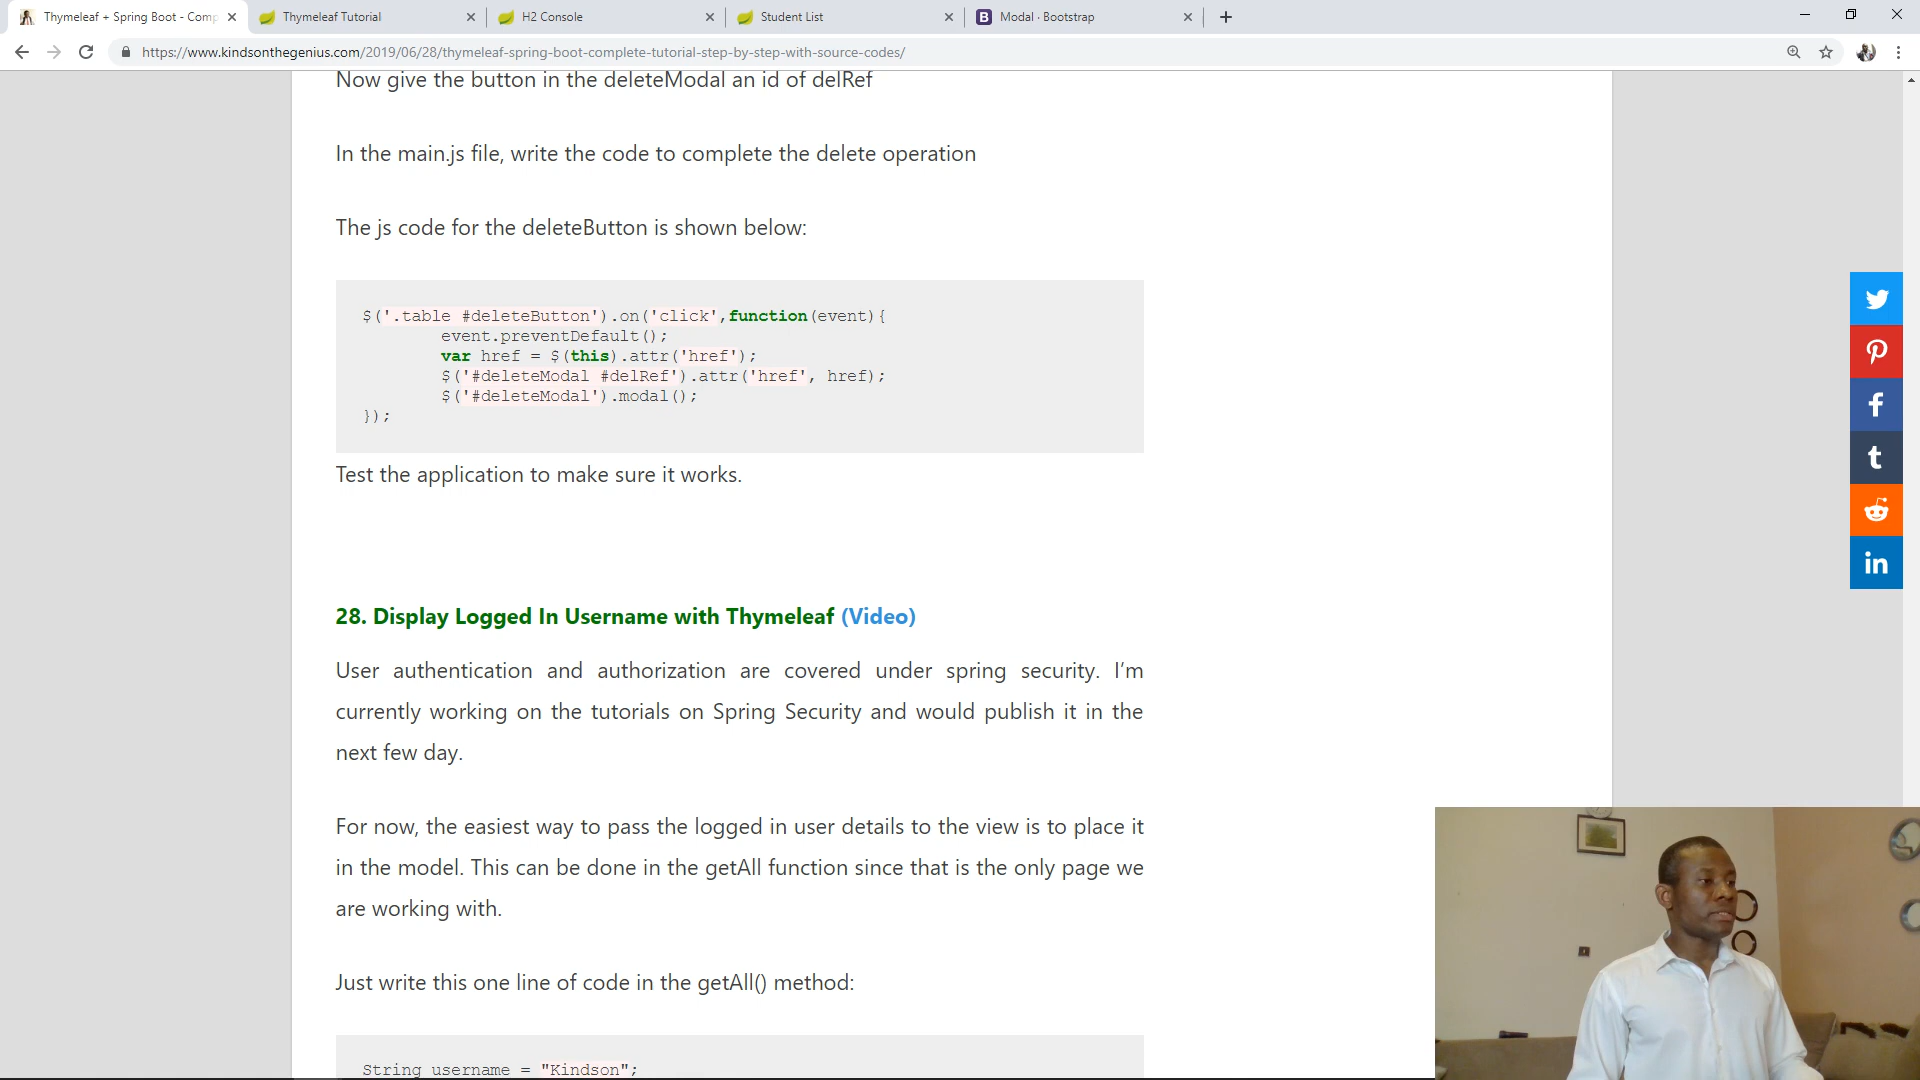 Thymeleaf + Spring Boot - Comp
Thymeleaf Tutorial
H2 Console
Student List
B Modal · Bootstrap
https://www.kindsonthegenius.com/2019/06/28/thymeleaf-spring-boot-complete-tutorial-step-by-step-with-source-codes/
Now give the button in the deleteModal an id of delRef
In the main.js file, write the code to complete the delete operation
The js code for the deleteButton is shown below:
$('.table #deleteButton').on('click',function(event){
event.preventDefault();
var href = $(this).attr('href');
$('#deleteModal #delRef').attr('href', href);
$('#deleteModal').modal();
});
Test the application to make sure it works.
28. Display Logged In Username with Thymeleaf (Video)
User authentication and authorization are covered under spring security. I’m
currently working on the tutorials on Spring Security and would publish it in the
next few day.
For now, the easiest way to pass the logged in user details to the view is to place it
in the model. This can be done in the getAll function since that is the only page we
are working with.
Just write this one line of code in the getAll() method:
String username = "Kindson";